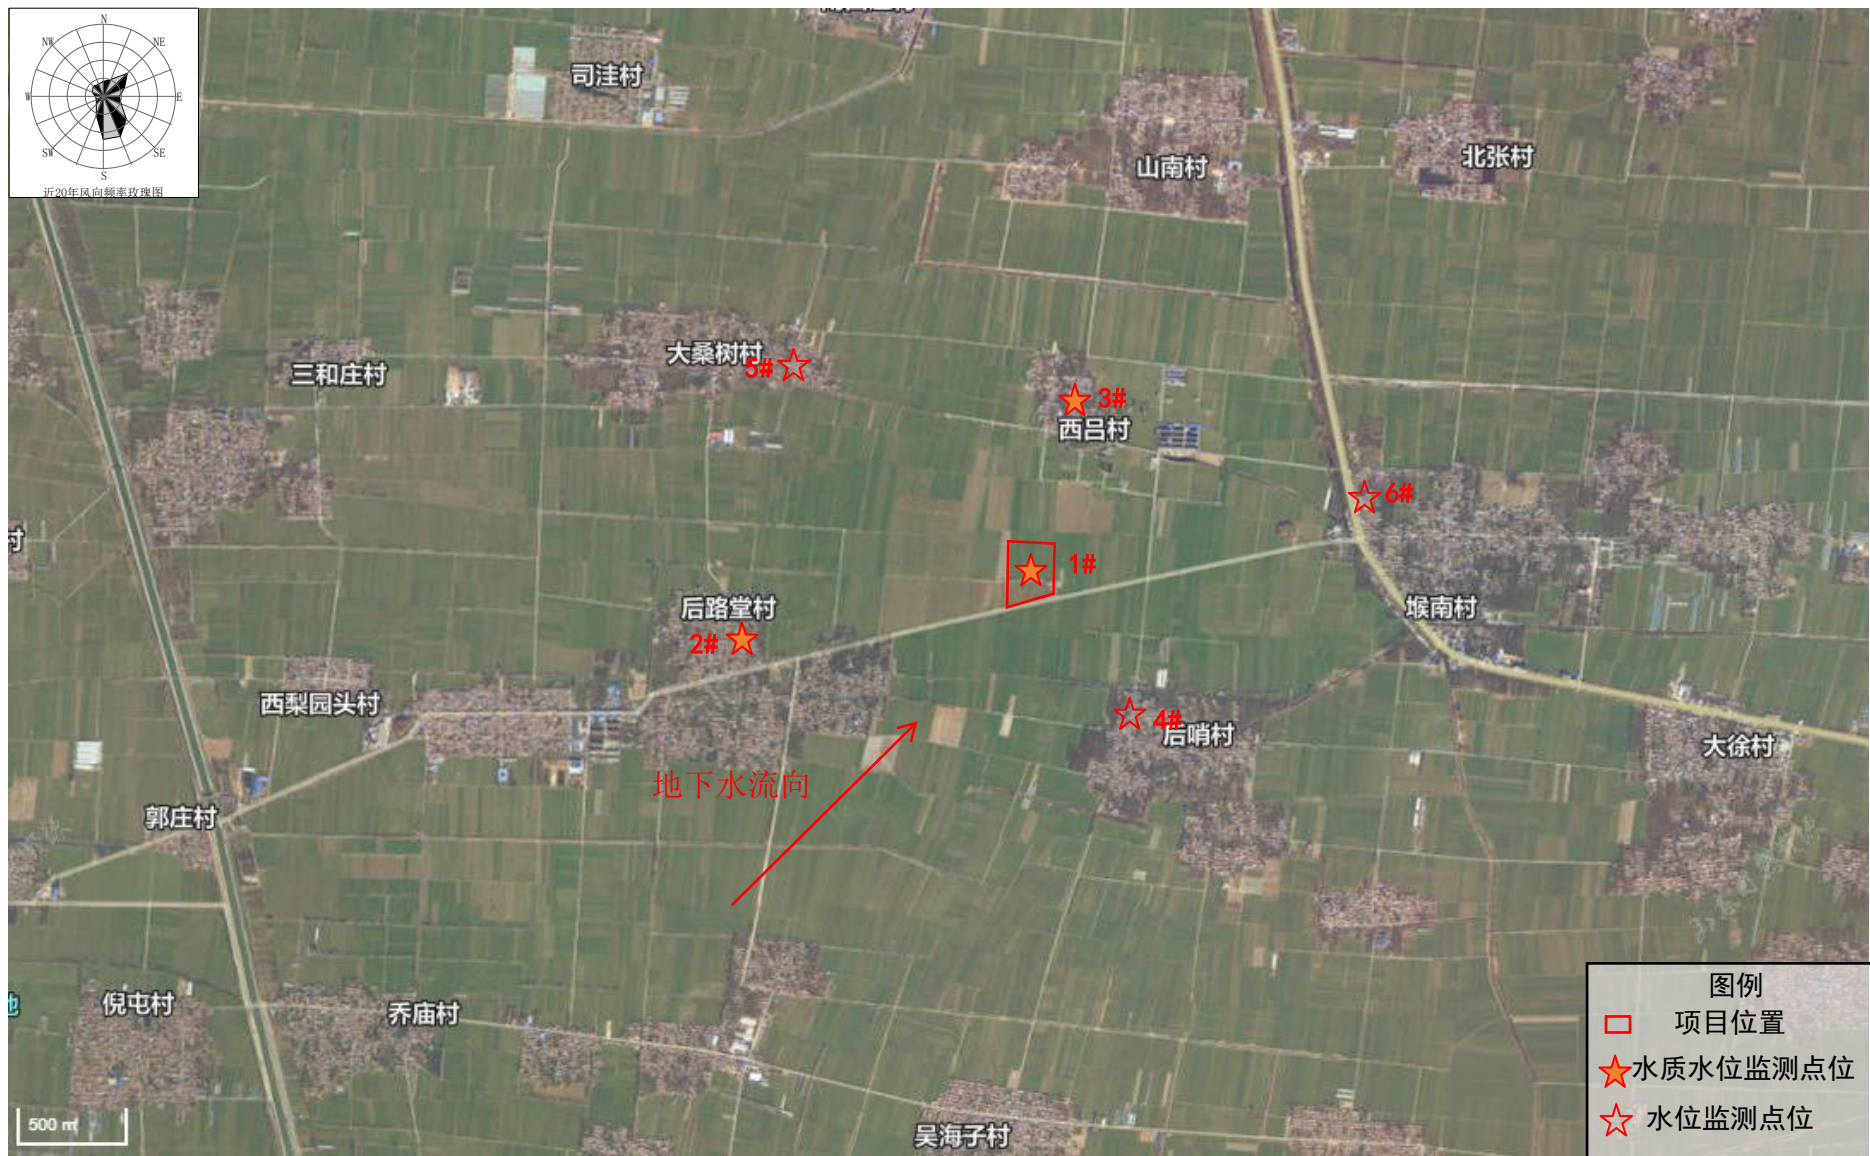 N
NW
NE
W
E
SW
SE
S
近20年风向频率玫瑰图
司洼村
山南村
北张村
大桑树村
5#
三和庄村
3#
西吕村
6#
村
1#
后路堂村
2#
堠南村
西梨园头村
4#
后哨村
大徐村
地下水流向
郭庄村
倪屯村
乔庙村
吴海子村
500 m
图例
项目位置
水质水位监测点位
水位监测点位